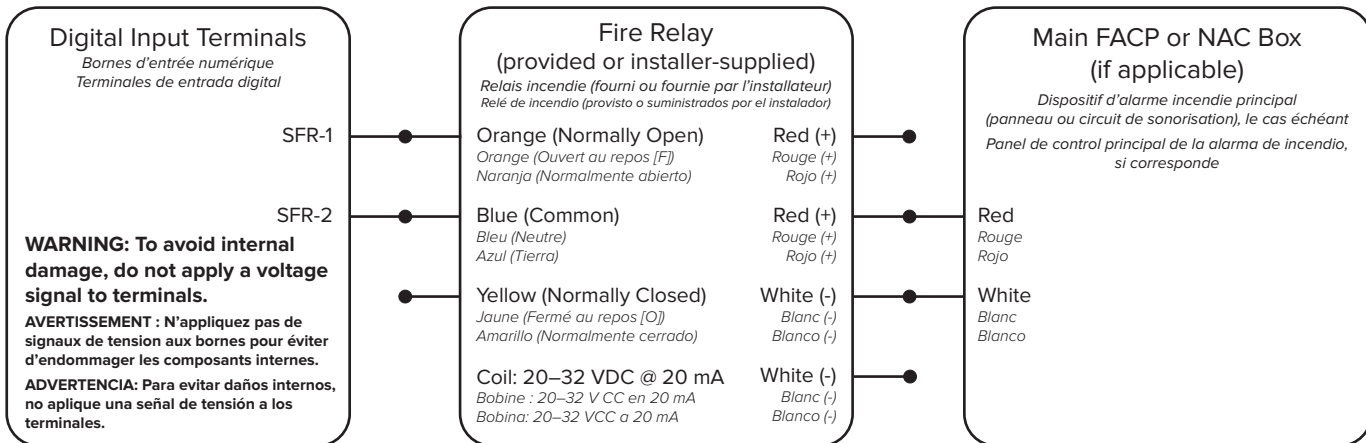 Digital Input Terminals
Bornes d'entrée numérique
Terminales de entrada digital
SFR-1
SFR-2
WARNING: To avoid internal
damage, do not apply a voltage
signal to terminals.
AVERTISSEMENT : N'appliquez pas de
signaux de tension aux bornes pour éviter
d'endommager les composants internes.
ADVERTENCIA: Para evitar daños internos,
no aplique una señal de tensión a los
terminales.
Fire Relay
(provided or installer-supplied)
Relais incendie (fourni ou fournie par l'installateur)
Relé de incendio (provisto o suministrados por el instalador)
Orange (Normally Open)
Orange (Ouvert au repos [F])
Naranja (Normalmente abierto)
Red (+)
Rouge (+)
Rojo (+)
Blue (Common)
Bleu (Neutre)
Azul (Tierra)
Red (+)
Rouge (+)
Rojo (+)
Yellow (Normally Closed)
Jaune (Fermé au repos [O])
Amarillo (Normalmente cerrado)
White (-)
Blanc (-)
Blanco (-)
Coil: 20–32 VDC @ 20 mA
Bobine : 20–32 V CC en 20 mA
Bobina: 20–32 VCC a 20 mA
White (-)
Blanc (-)
Blanco (-)
Main FACP or NAC Box
(if applicable)
Dispositif d'alarme incendie principal
(panneau ou circuit de sonorisation), le cas échéant
Panel de control principal de la alarma de incendio,
si corresponde
Red
Rouge
Rojo
White
Blanc
Blanco